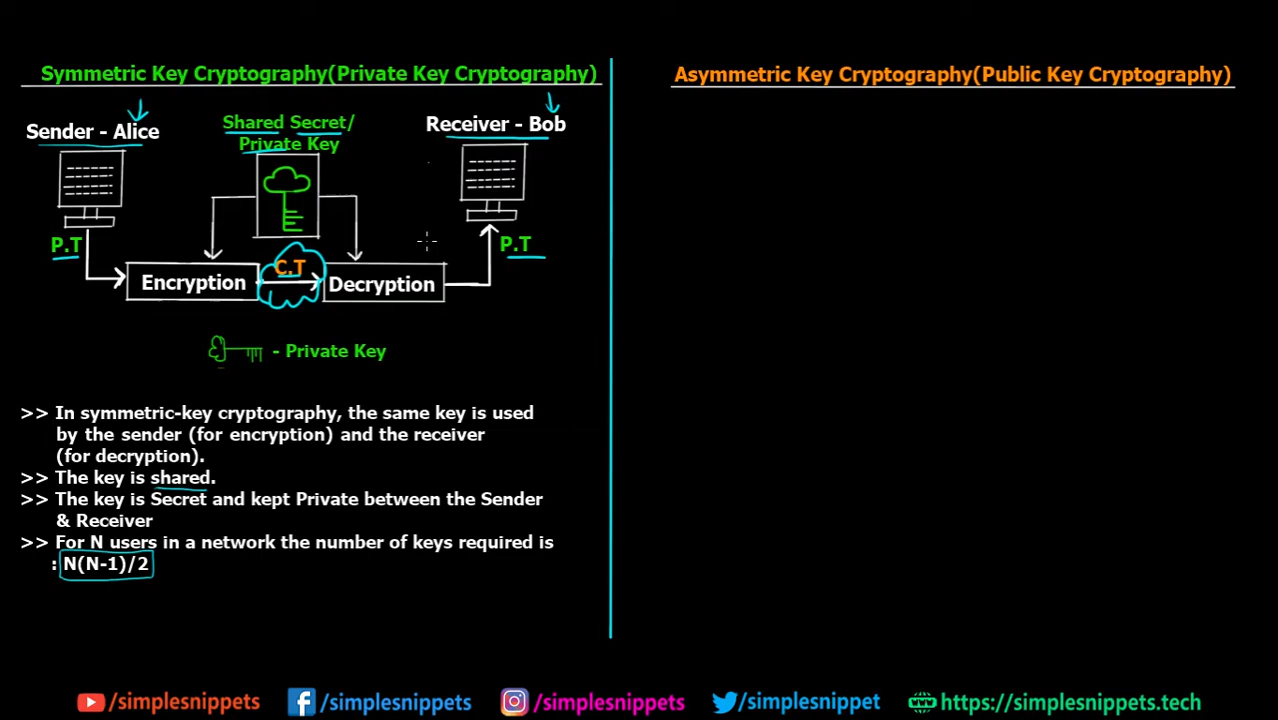 Symmetric Key Cryptography(Private Key Cryptography)
Sender - Alice
Shared Secret/
Private Key
Receiver - Bob
P.T
P.T
C.T
Encryption
Decryption
- Private Key
>> In symmetric-key cryptography, the same key is used
by the sender (for encryption) and the receiver
(for decryption).
>> The key is shared.
>> The key is Secret and kept Private between the Sender
& Receiver
>> For N users in a network the number of keys required is
: N(N-1)/2
Asymmetric Key Cryptography(Public Key Cryptography)
/simplesnippets
/simplesnippets
/simplesnippets
/simplesnippet
https://simplesnippets.tech